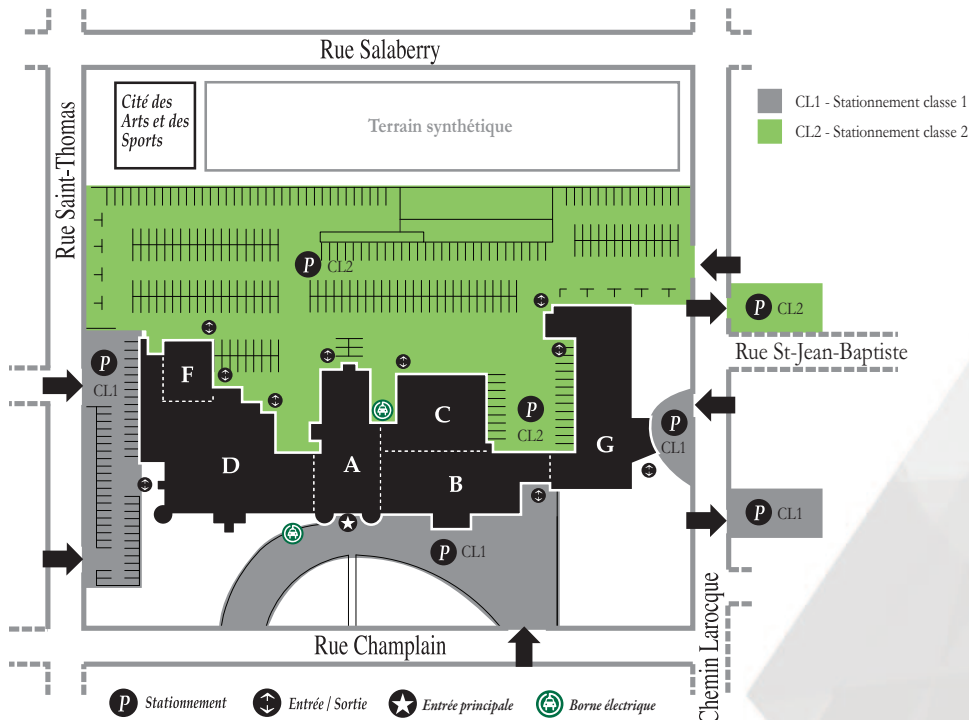 Rue Salaberry
Rue Saint-Thomas
Cité des
Arts et des
Sports
Terrain synthétique
CL1 - Stationnement classe 1
CL2 - Stationnement classe 2
P CL2
P CL2
Rue St-Jean-Baptiste
P
CL1
F
C
P
CL2
P
CL1
G
D
A
B
P CL1
P CL1
Rue Champlain
Chemin Larocque
P Stationnement
Entrée / Sortie
Entrée principale
Borne électrique